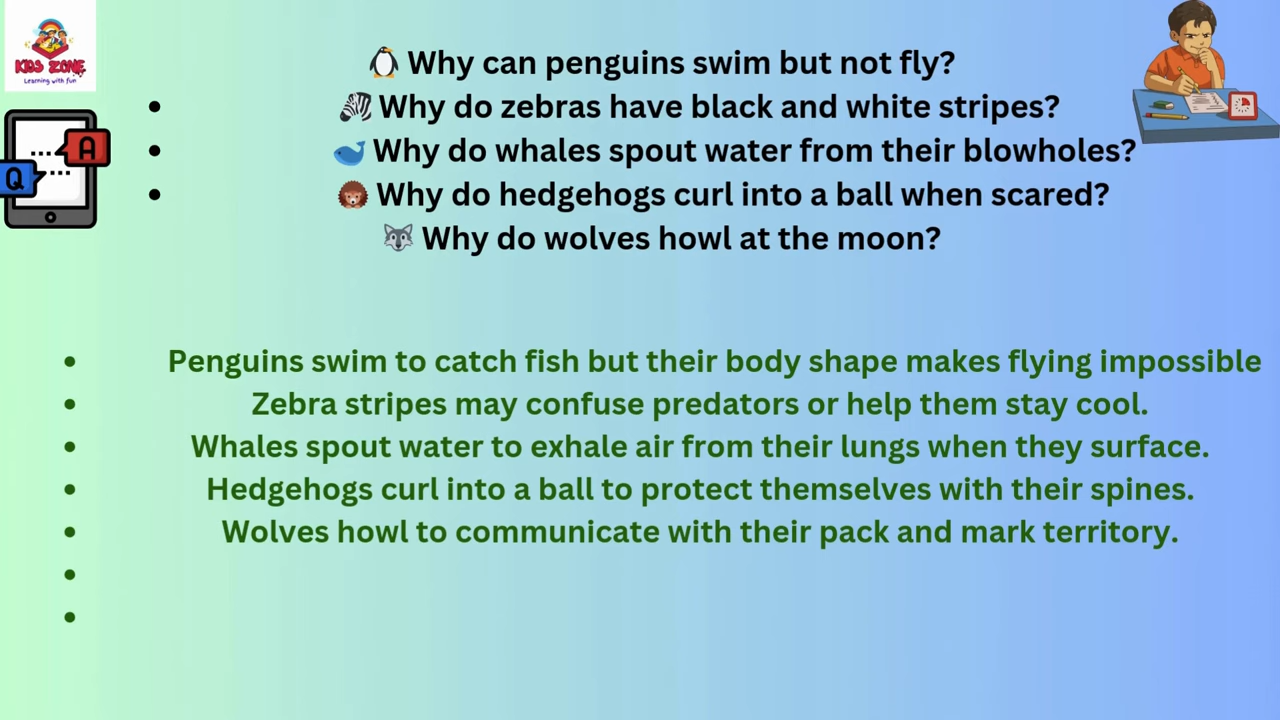 KIDS ZONE
Learning with fun
A
Q
Why can penguins swim but not fly?
Why do zebras have black and white stripes?
Why do whales spout water from their blowholes?
Why do hedgehogs curl into a ball when scared?
Why do wolves howl at the moon?
Penguins swim to catch fish but their body shape makes flying impossible
Zebra stripes may confuse predators or help them stay cool.
Whales spout water to exhale air from their lungs when they surface.
Hedgehogs curl into a ball to protect themselves with their spines.
Wolves howl to communicate with their pack and mark territory.